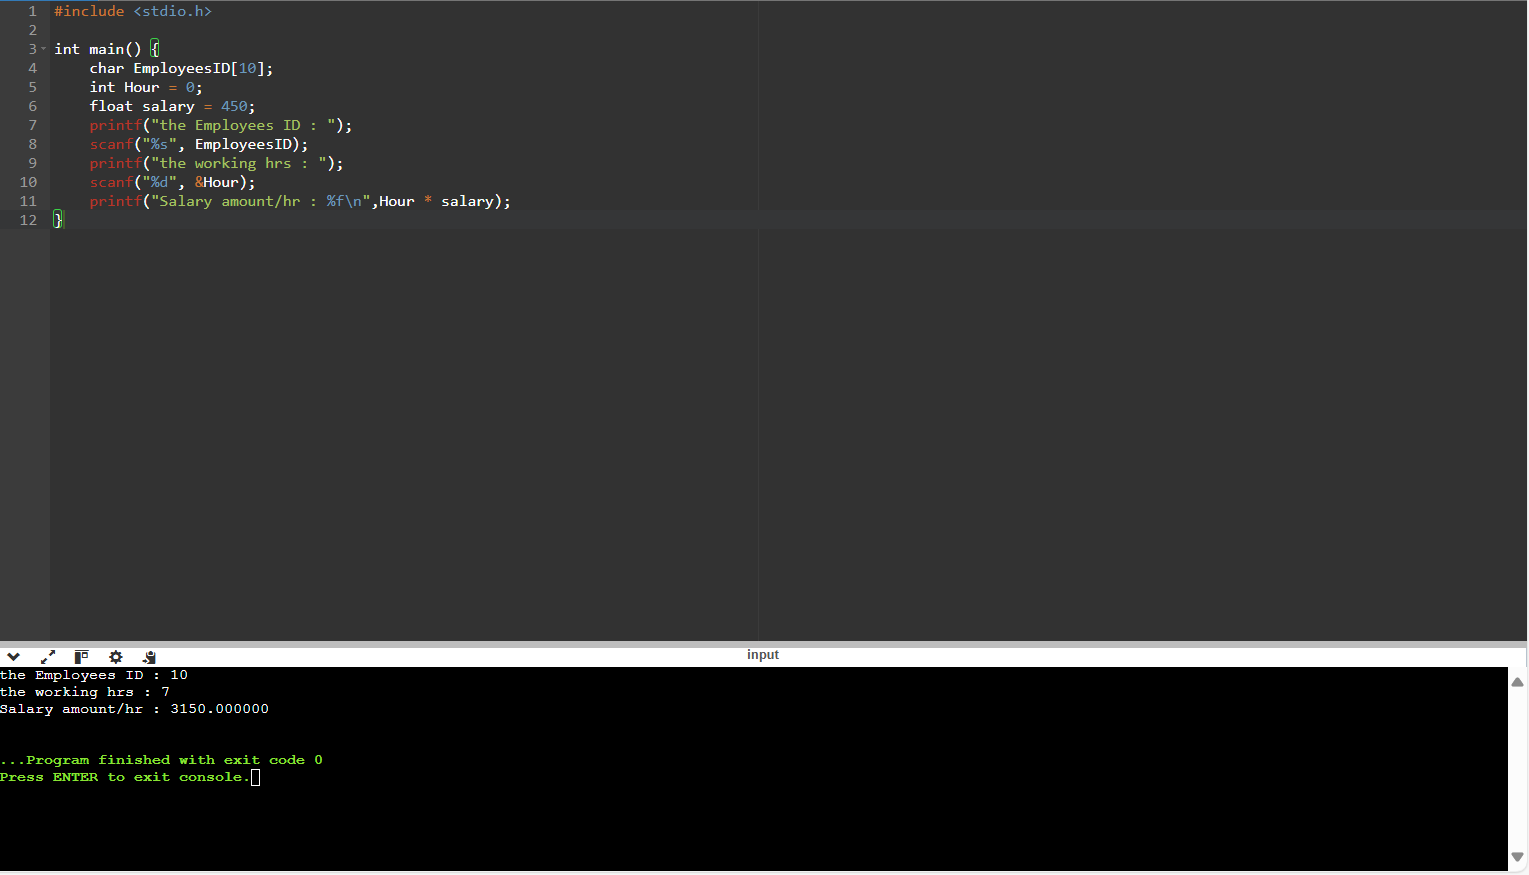 1 #include <stdio.h>
2
3 int main() {
4     char EmployeesID[10];
5     int Hour = 0;
6     float salary = 450;
7     printf("the Employees ID : ");
8     scanf("%s", EmployeesID);
9     printf("the working hrs : ");
10     scanf("%d", &Hour);
11     printf("Salary amount/hr : %f\n",Hour * salary);
12 }
input
the Employees ID : 10
the working hrs : 7
Salary amount/hr : 3150.000000
...Program finished with exit code 0
Press ENTER to exit console.